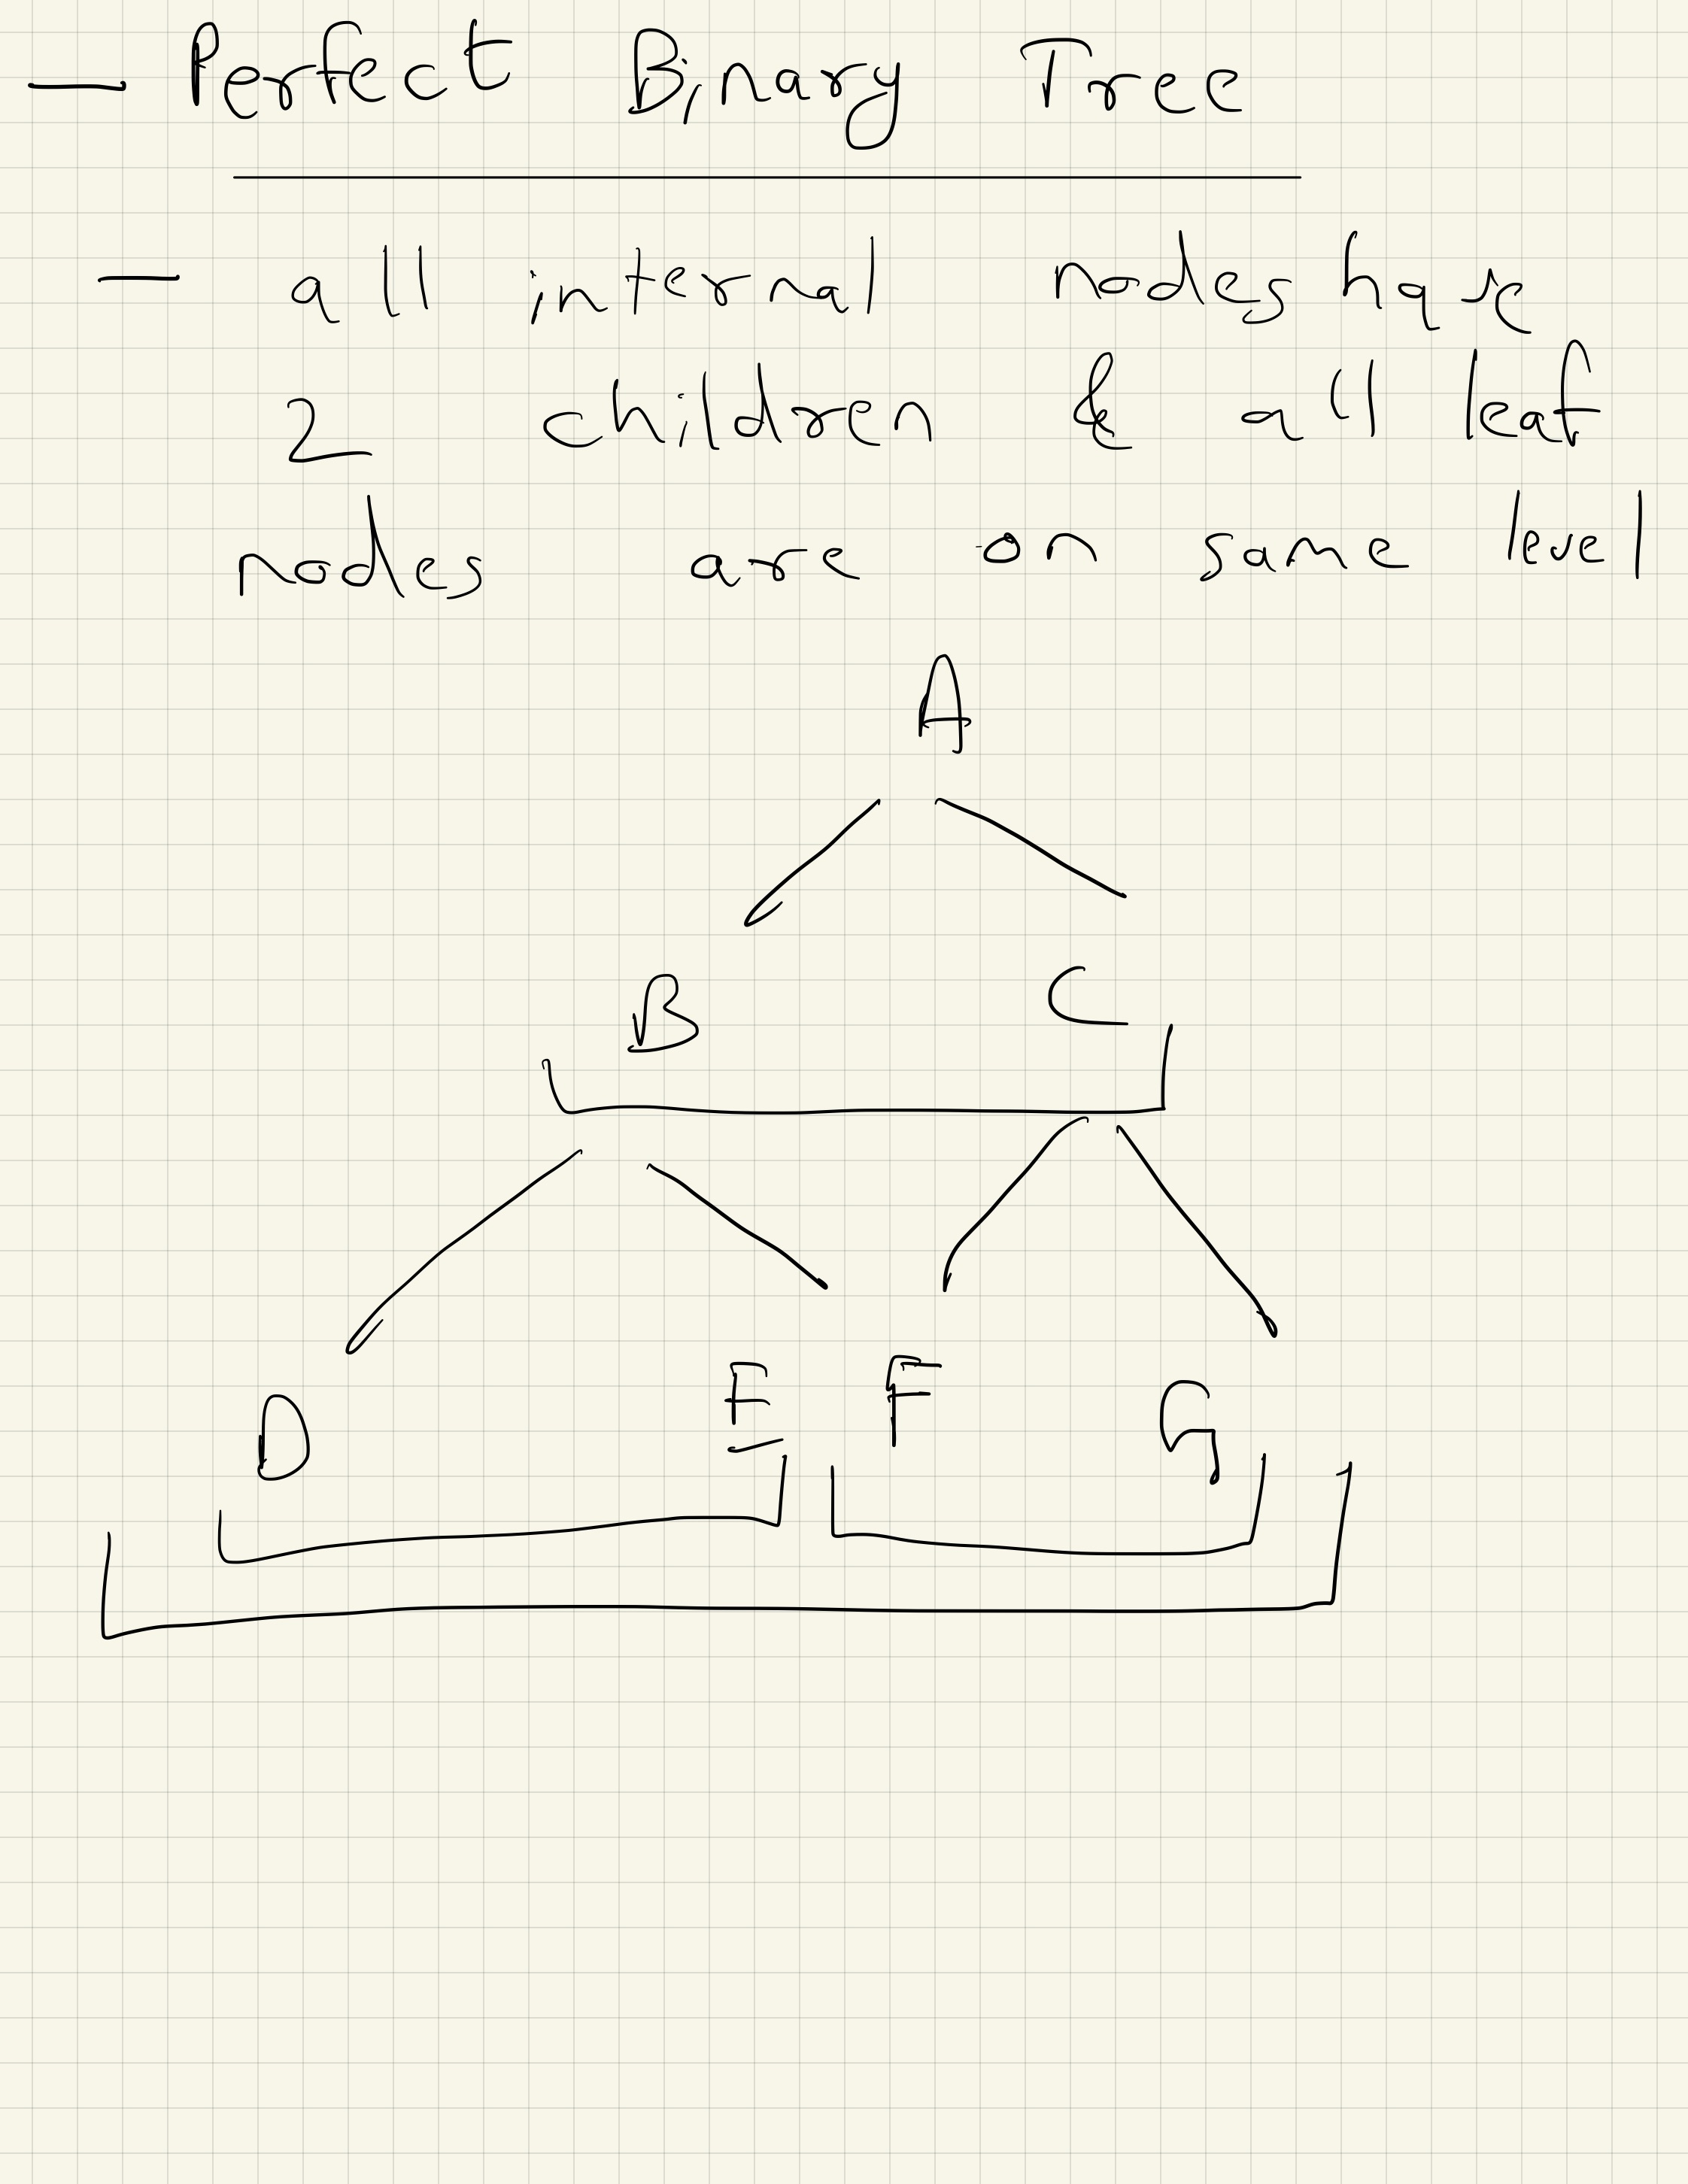 — Perfect Binary Tree
— all internal nodes have
2 children & all leaf
nodes are on same level
A
B C
D E F G